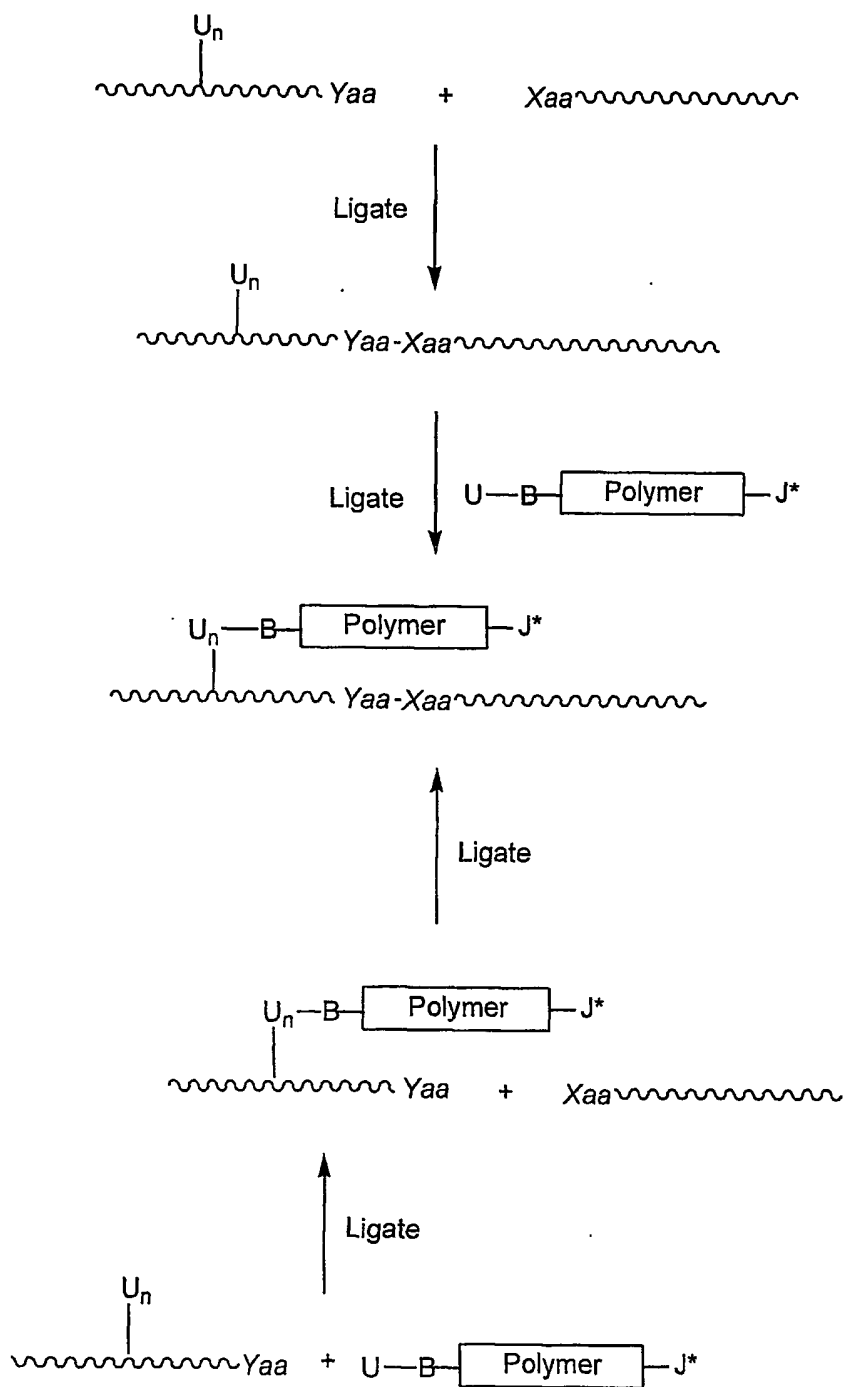 Un
Yaa + Xaa
Ligate
Un
Yaa-Xaa
Ligate U—B—Polymer—J*
Un—B—Polymer—J*
Yaa-Xaa
Ligate
Un—B—Polymer—J*
Yaa + Xaa
Ligate
Un
Yaa + U—B—Polymer—J*